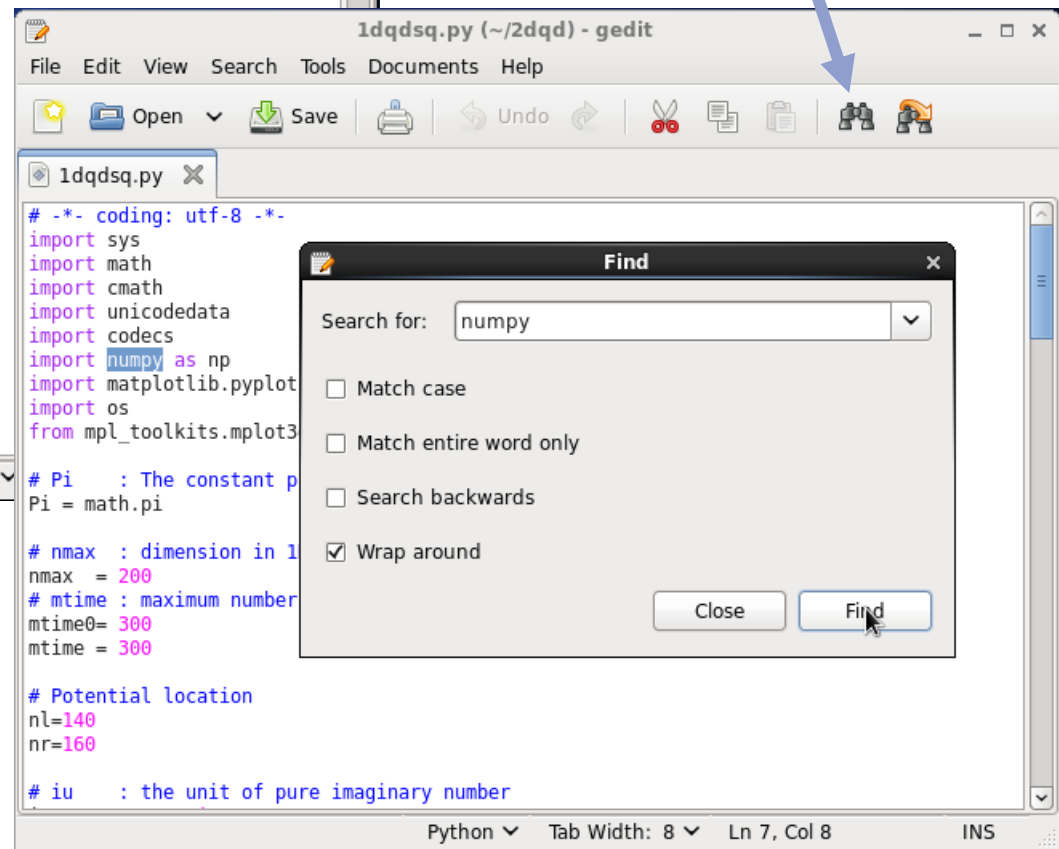 1dqdsq.py (~/2dqd) - gedit
File Edit View Search Tools Documents Help
Open Save Undo
1dqdsq.py
# -*- coding: utf-8 -*-
import sys
import math
import cmath
import unicodedata
import codecs
import numpy as np
import matplotlib.pyplot
import os
from mpl_toolkits.mplot3
# Pi    : The constant p
Pi = math.pi
# nmax  : dimension in 1
nmax  = 200
# mtime : maximum number
mtime0= 300
mtime = 300
# Potential location
nl=140
nr=160
# iu    : the unit of pure imaginary number
Find
Search for: numpy
Match case
Match entire word only
Search backwards
Wrap around
Close Find
Python Tab Width: 8 Ln 7, Col 8 INS